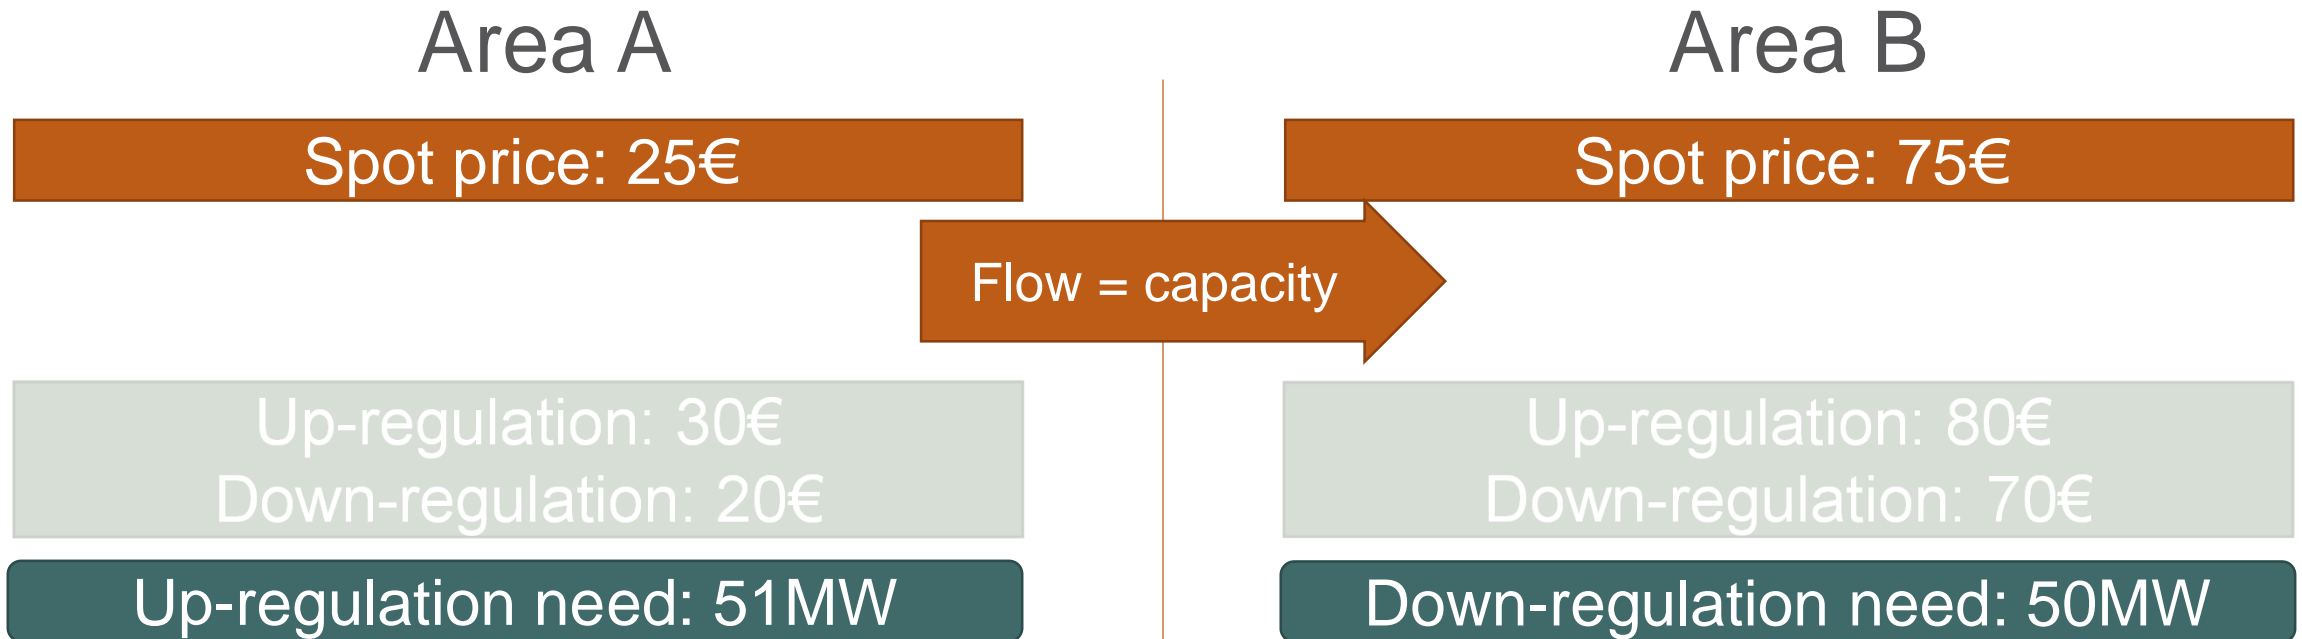 Area A
Area B
Spot price: 25€
Spot price: 75€
Flow = capacity
Up-regulation: 30€
Down-regulation: 20€
Up-regulation: 80€
Down-regulation: 70€
Up-regulation need: 51MW
Down-regulation need: 50MW